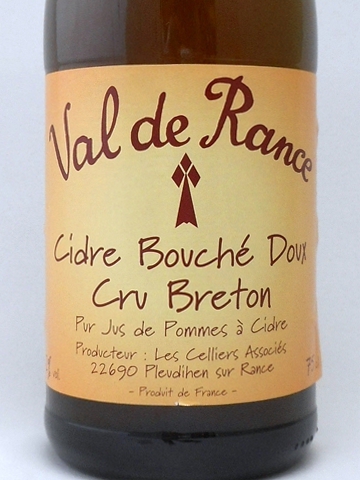 Val de Rance
Cidre Bouché Doux
Cru Breton
Pur Jus de Pommes à Cidre
Producteur : Les Celliers Associés
22690 Pleudihen sur Rance
- Produit de France -